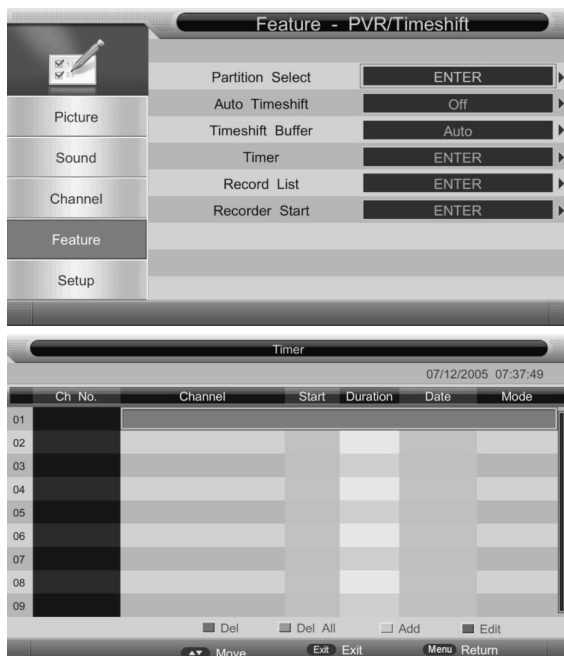 Feature - PVR/Timeshift
Partition Select ENTER
Auto Timeshift Off
Timeshift Buffer Auto
Timer ENTER
Record List ENTER
Recorder Start ENTER
Picture
Sound
Channel
Feature
Setup
Timer
07/12/2005 07:37:49
Ch No. Channel Start Duration Date Mode
01
02
03
04
05
06
07
08
09
Del Del All Add Edit
Move Exit Exit Menu Return